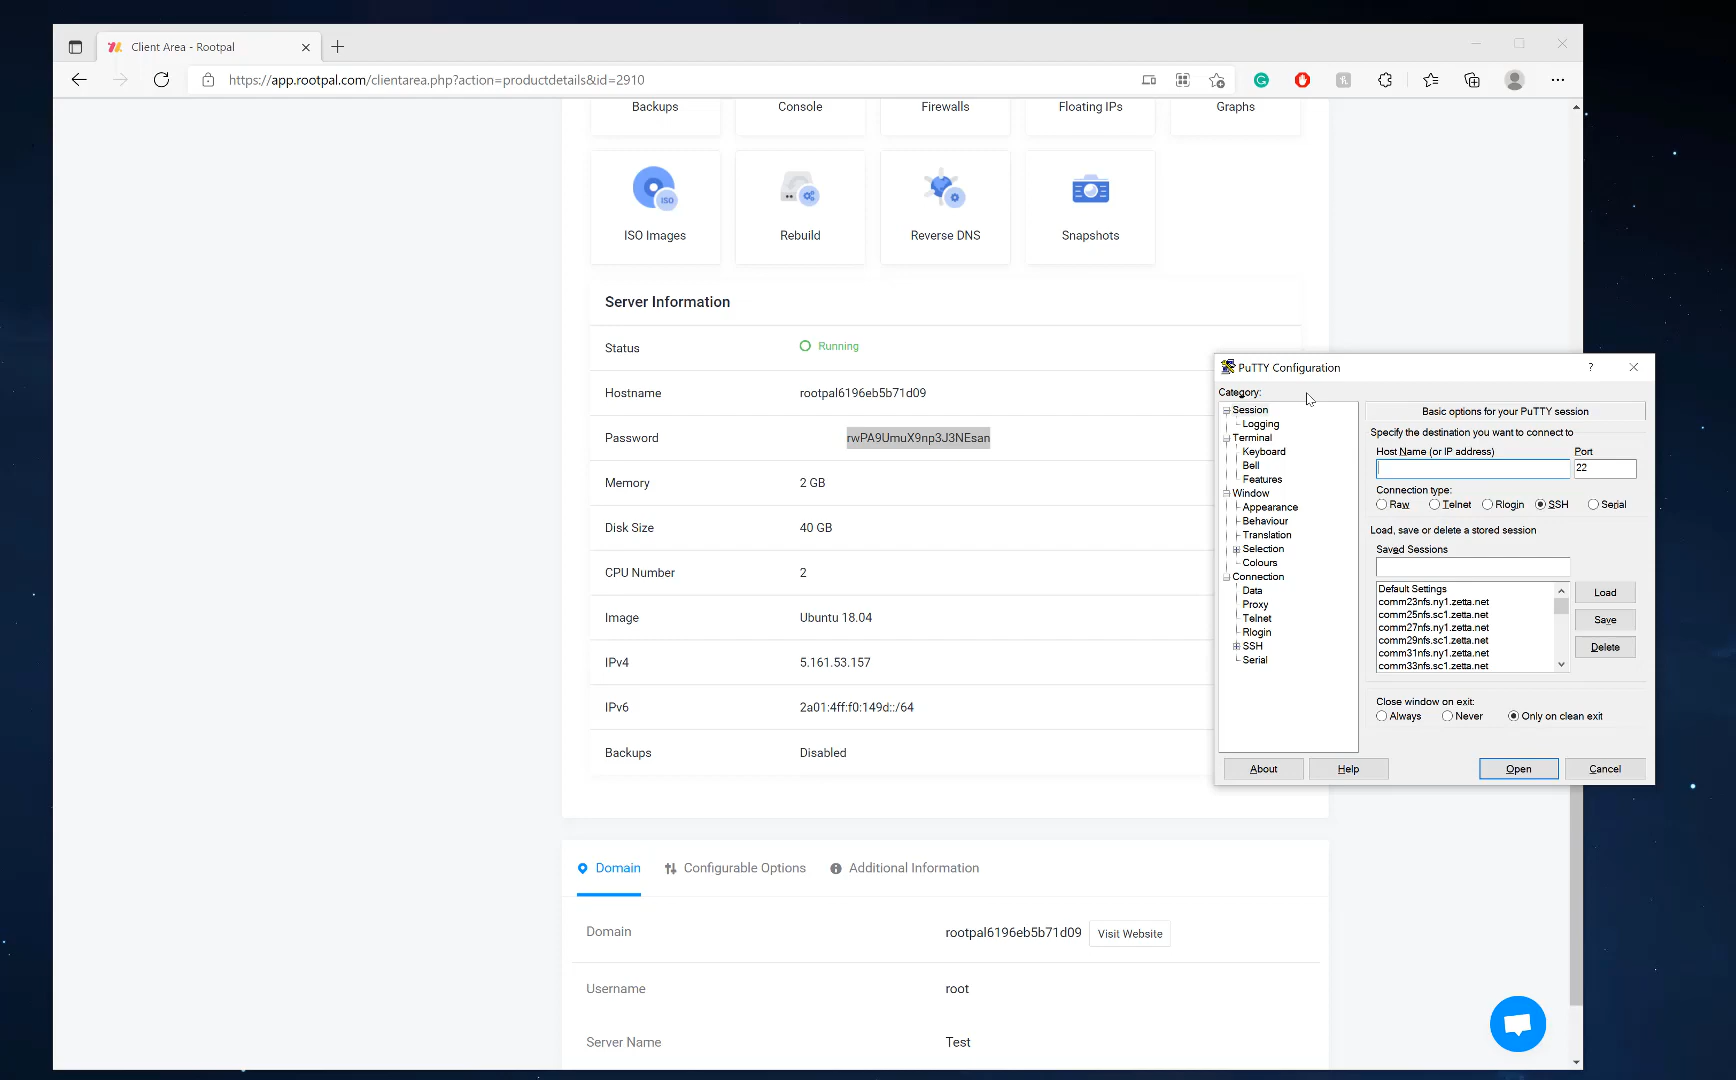 Client Area - Rootpal
https://app.rootpal.com/clientarea.php?action=productdetails&id=2910
Backups
Console
Firewalls
Floating IPs
Graphs
ISO
ISO Images
Rebuild
Reverse DNS
Snapshots
Server Information
Status
Running
Hostname
rootpal6196eb5b71d09
Password
rwPA9UmuX9np3J3NEsan
Memory
2 GB
Disk Size
40 GB
CPU Number
2
Image
Ubuntu 18.04
IPv4
5.161.53.157
IPv6
2a01:4ff:f0:149d::/64
Backups
Disabled
Domain
Configurable Options
Additional Information
Domain
rootpal6196eb5b71d09
Visit Website
Username
root
Server Name
Test
PuTTY Configuration
?
Category:
Session
Logging
Terminal
Keyboard
Bell
Features
Window
Appearance
Behaviour
Translation
Selection
Colours
Connection
Data
Proxy
Telnet
Rlogin
SSH
Serial
Basic options for your PuTTY session
Specify the destination you want to connect to
Host Name (or IP address)
Port
22
Connection type:
Raw
Telnet
Rlogin
SSH
Serial
Load, save or delete a stored session
Saved Sessions
Default Settings
comm23nfs.ny1.zetta.net
comm25nfs.sc1.zetta.net
comm27nfs.ny1.zetta.net
comm29nfs.sc1.zetta.net
comm31nfs.ny1.zetta.net
comm33nfs.sc1.zetta.net
Load
Save
Delete
Close window on exit:
Always
Never
Only on clean exit
About
Help
Open
Cancel